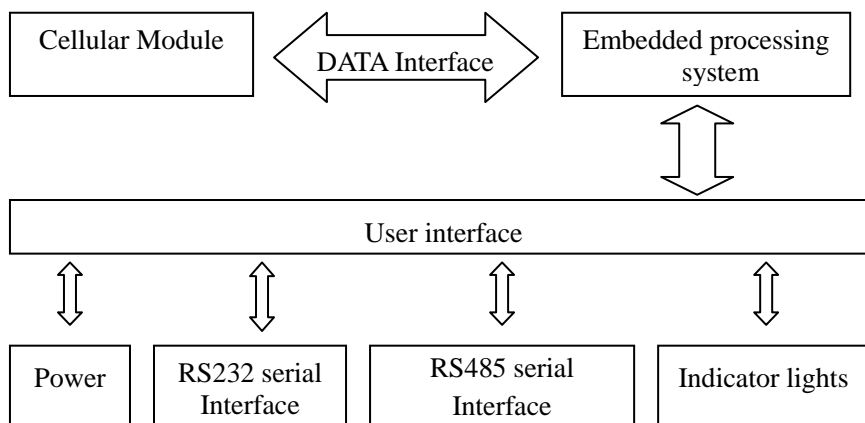 Cellular Module
DATA Interface
Embedded processing
system
User interface
Power
RS232 serial
Interface
RS485 serial
Interface
Indicator lights